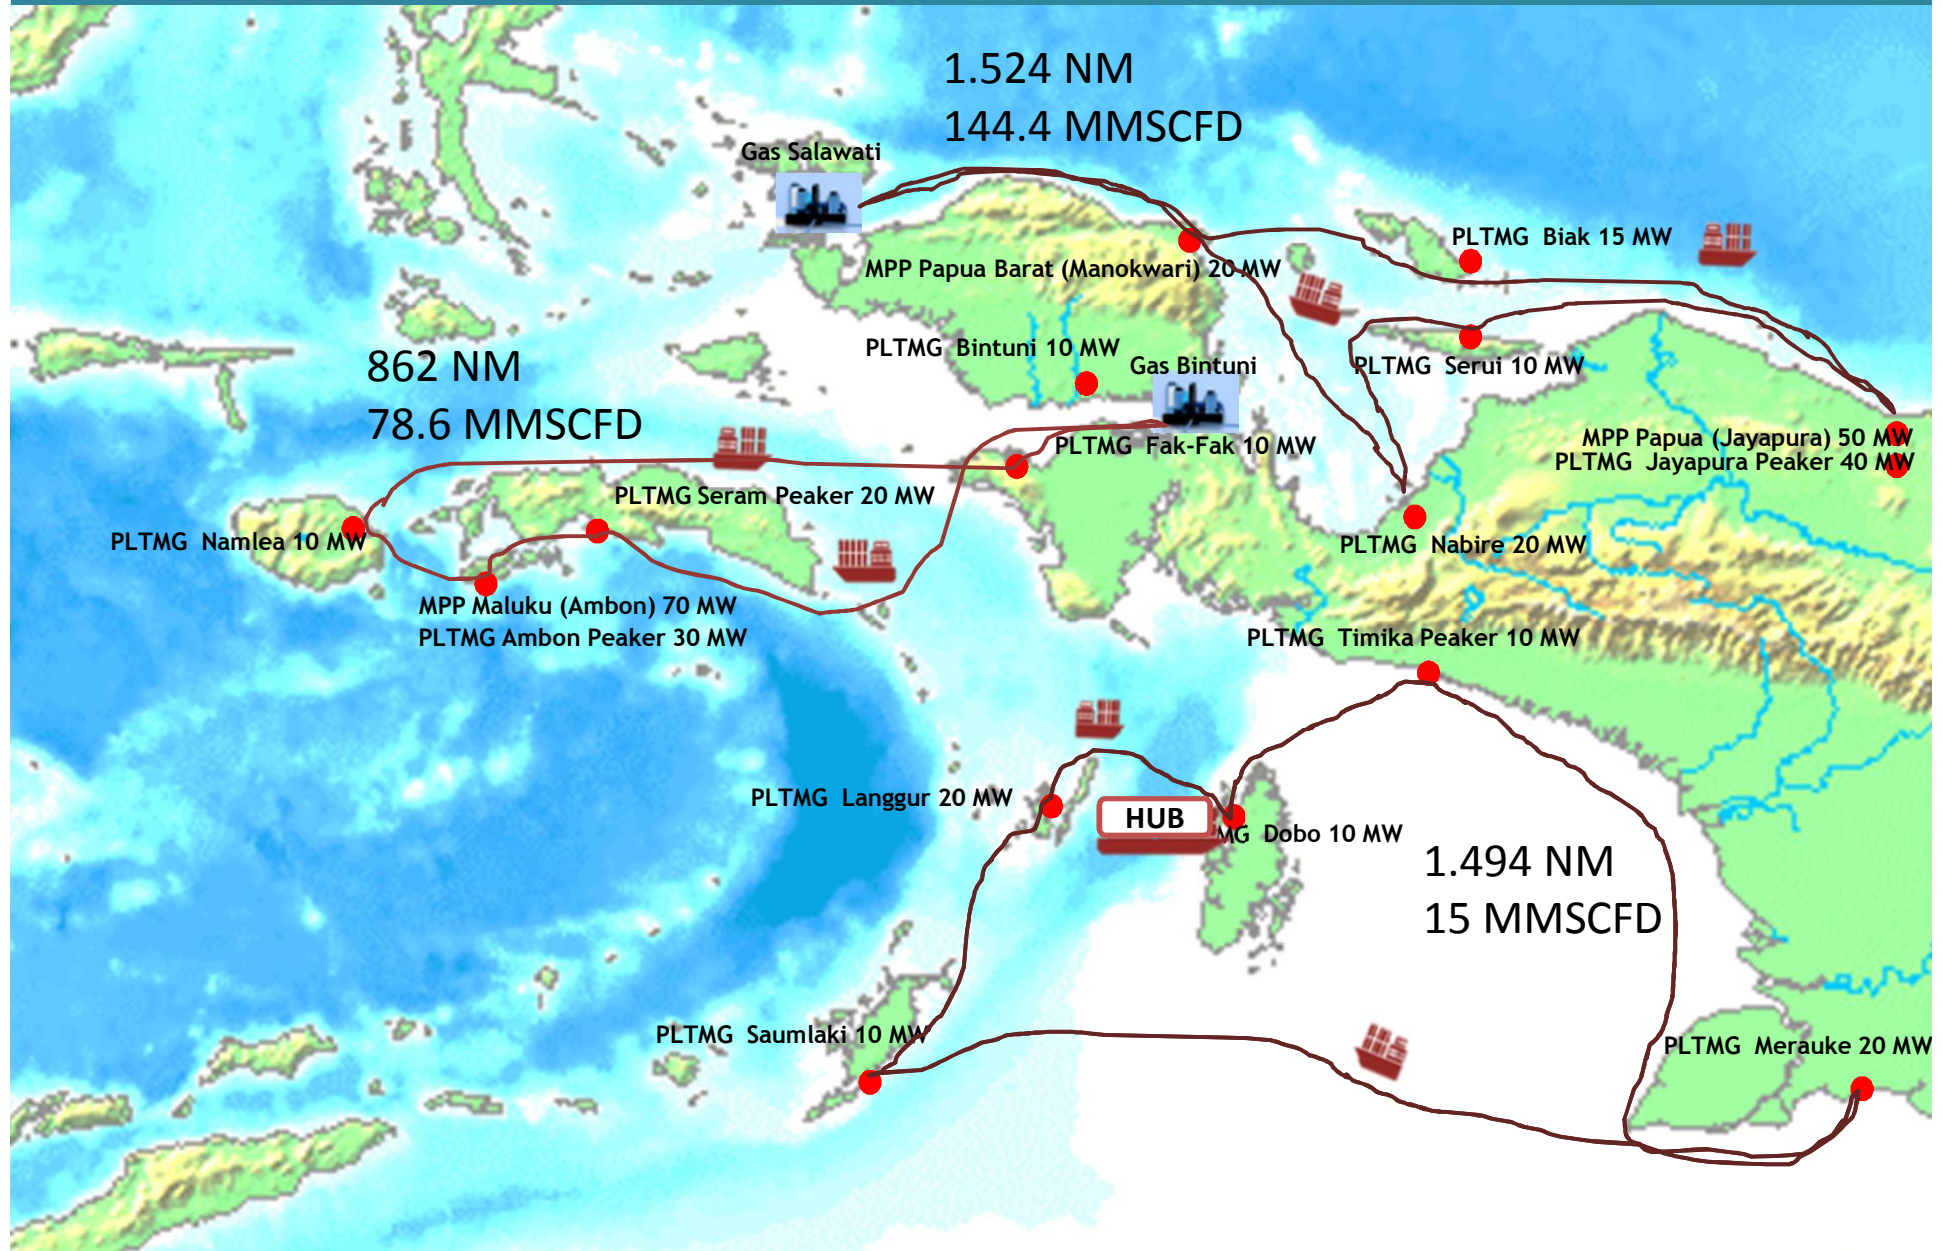 1.524 NM
144.4 MMSCFD
Gas Salawati
PLTMG Biak 15 MW
MPP Papua Barat (Manokwari) 20 MW
PLTMG Bintuni 10 MW
Gas Bintuni
PLTMG Serui 10 MW
862 NM
78.6 MMSCFD
PLTMG Fak-Fak 10 MW
MPP Papua (Jayapura) 50 MW
PLTMG Jayapura Peaker 40 MW
PLTMG Seram Peaker 20 MW
PLTMG Namlea 10 MW
PLTMG Nabire 20 MW
MPP Maluku (Ambon) 70 MW
PLTMG Ambon Peaker 30 MW
PLTMG Timika Peaker 10 MW
PLTMG Langgur 20 MW
HUB
MG Dobo 10 MW
1.494 NM
15 MMSCFD
PLTMG Saumlaki 10 MW
PLTMG Merauke 20 MW